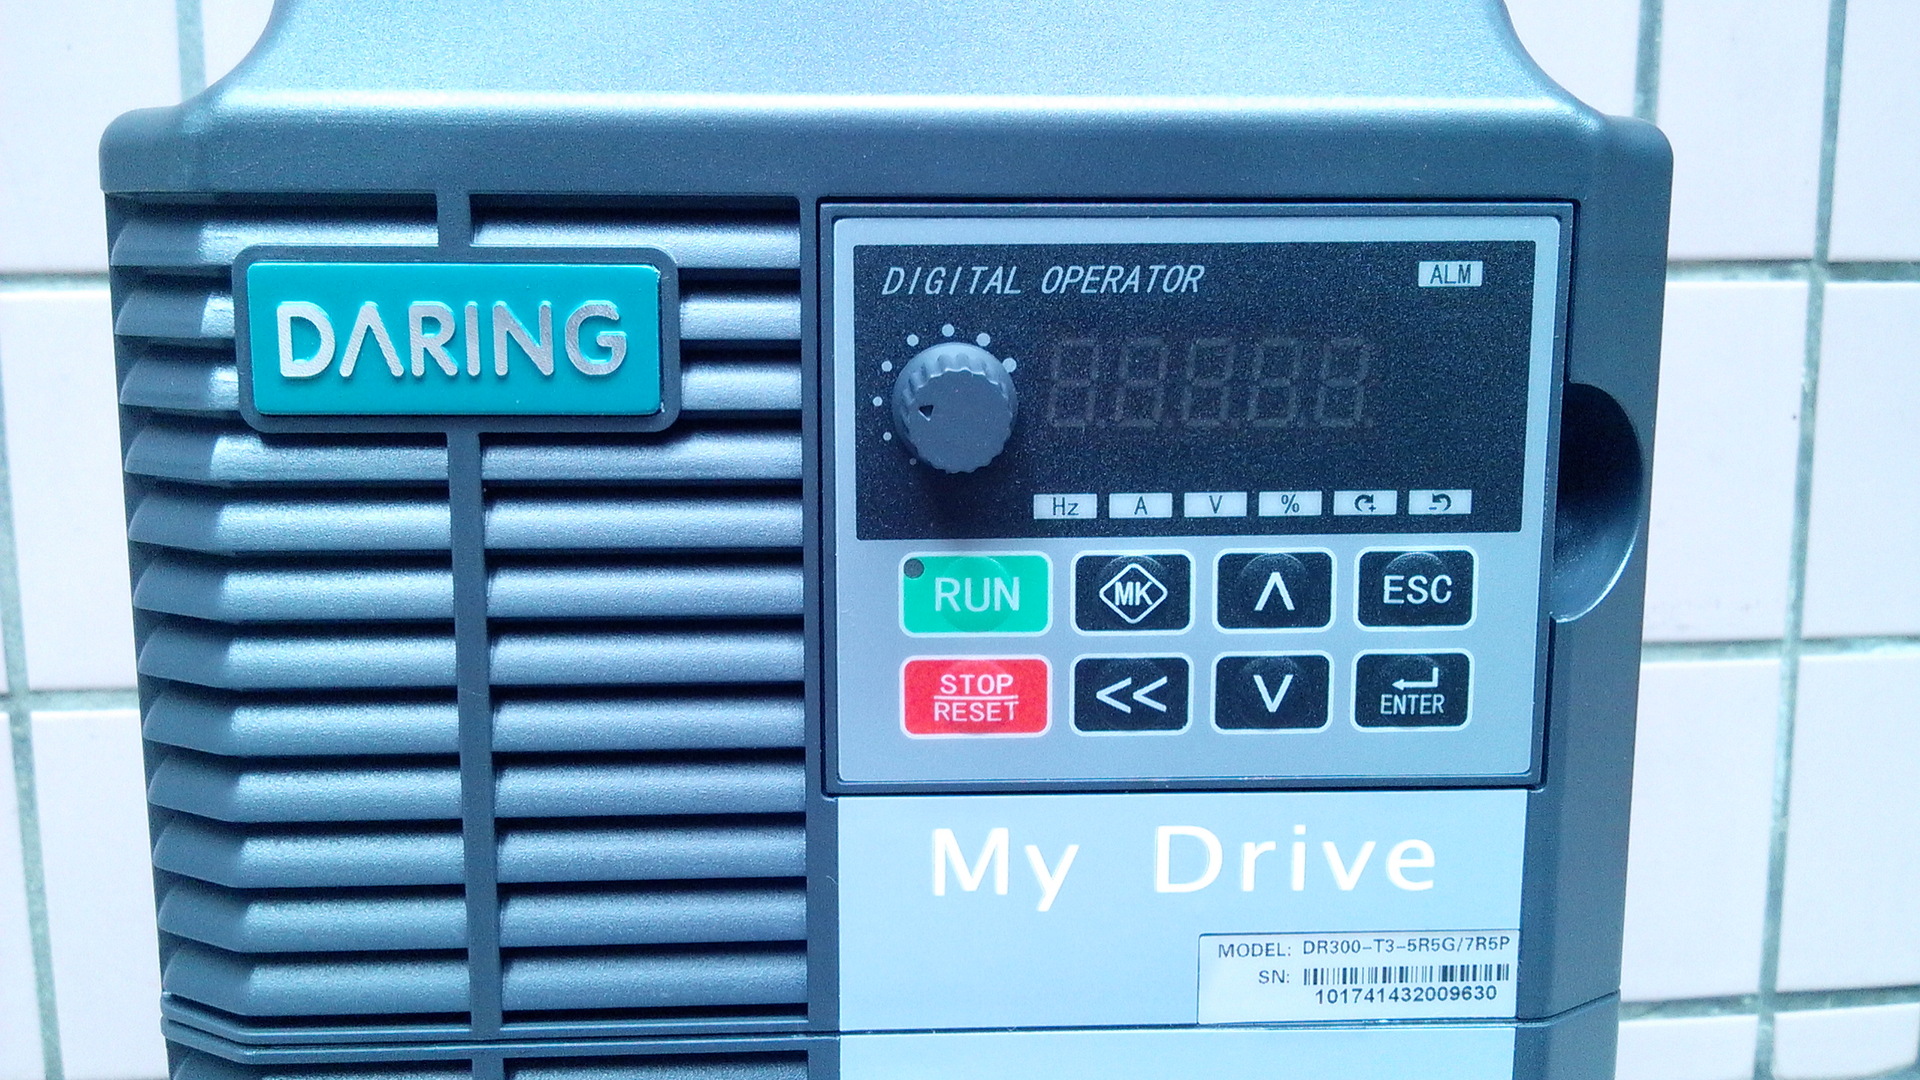 DARING
DIGITAL OPERATOR
ALM
Hz A V %
RUN MK ∧ ESC
STOP
RESET
<< ∨ ENTER
My Drive
MODEL: DR300-T3-5R5G/7R5P
SN:
101741432009630